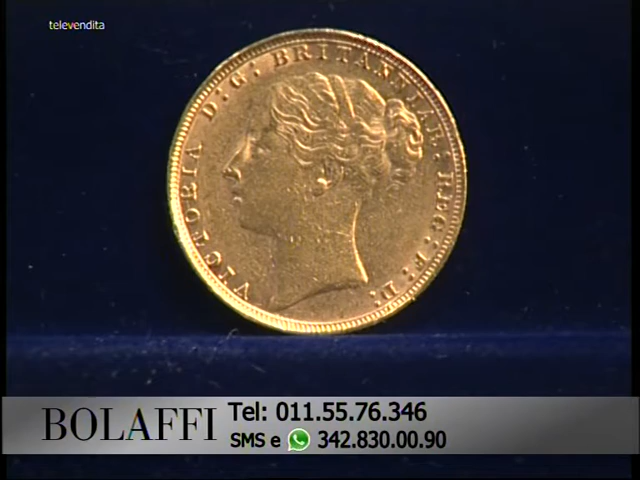 televendita
VICTORIA D: G: BRITANNIAR: REG: F: D:
BOLAFFI
Tel: 011.55.76.346
SMS e 342.830.00.90